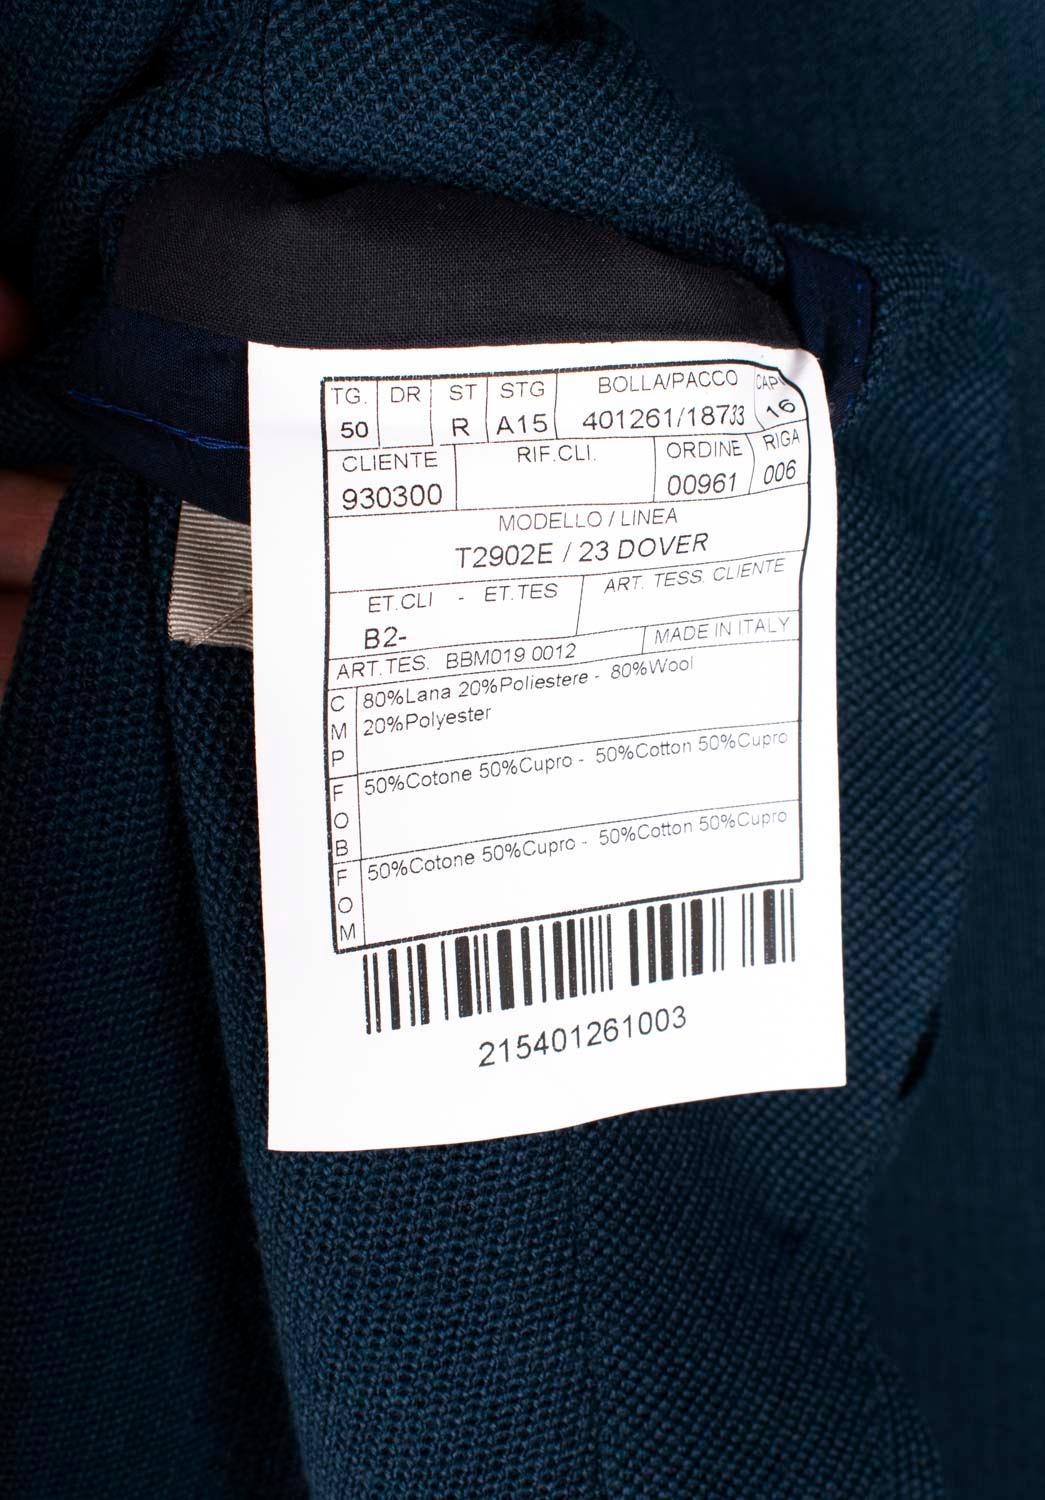 TG. DR ST STG BOLLA/PACCO CAPI
50 R A15 401261/18733 16
CLIENTE RIF.CLI. ORDINE RIGA
930300 00961 006
MODELLO / LINEA
T2902E / 23 DOVER
ET.CLI - ET.TES ART. TESS. CLIENTE
B2-
ART.TES. BBM019 0012 MADE IN ITALY
CMP 80%Lana 20%Poliestere - 80%Wool
20%Polyester
FOB 50%Cotone 50%Cupro - 50%Cotton 50%Cupro
FOM 50%Cotone 50%Cupro - 50%Cotton 50%Cupro
215401261003